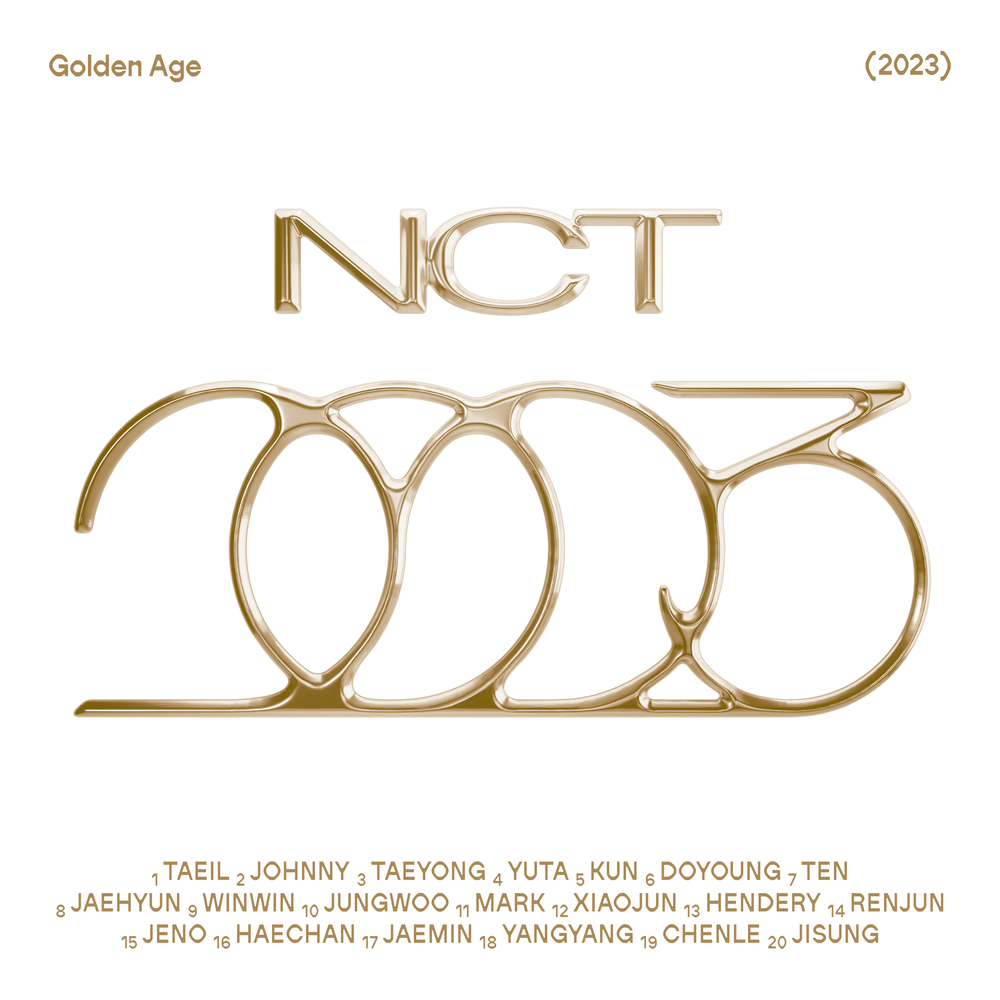 Golden Age
(2023)
NCT
2023
1 TAEIL 2 JOHNNY 3 TAEYONG 4 YUTA 5 KUN 6 DOYOUNG 7 TEN
8 JAEHYUN 9 WINWIN 10 JUNGWOO 11 MARK 12 XIAOJUN 13 HENDERY 14 RENJUN
15 JENO 16 HAECHAN 17 JAEMIN 18 YANGYANG 19 CHENLE 20 JISUNG